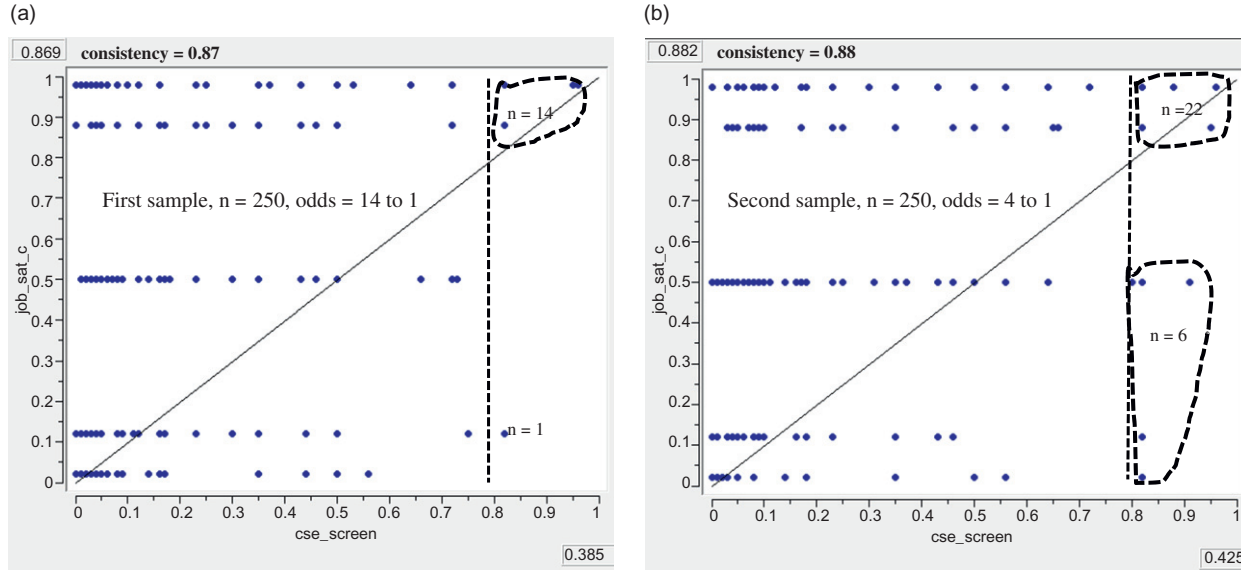 (a)
0.869 consistency = 0.87
1
0.9
0.8
0.7
0.6
0.5
0.4
0.3
0.2
0.1
0
job_sat_c
n = 14
First sample, n = 250, odds = 14 to 1
n = 1
0 0.1 0.2 0.3 0.4 0.5 0.6 0.7 0.8 0.9 1
cse_screen
0.385
(b)
0.882 consistency = 0.88
1
0.9
0.8
0.7
0.6
0.5
0.4
0.3
0.2
0.1
0
job_sat_c
n =22
Second sample, n = 250, odds = 4 to 1
n = 6
0 0.1 0.2 0.3 0.4 0.5 0.6 0.7 0.8 0.9 1
cse_screen
0.425